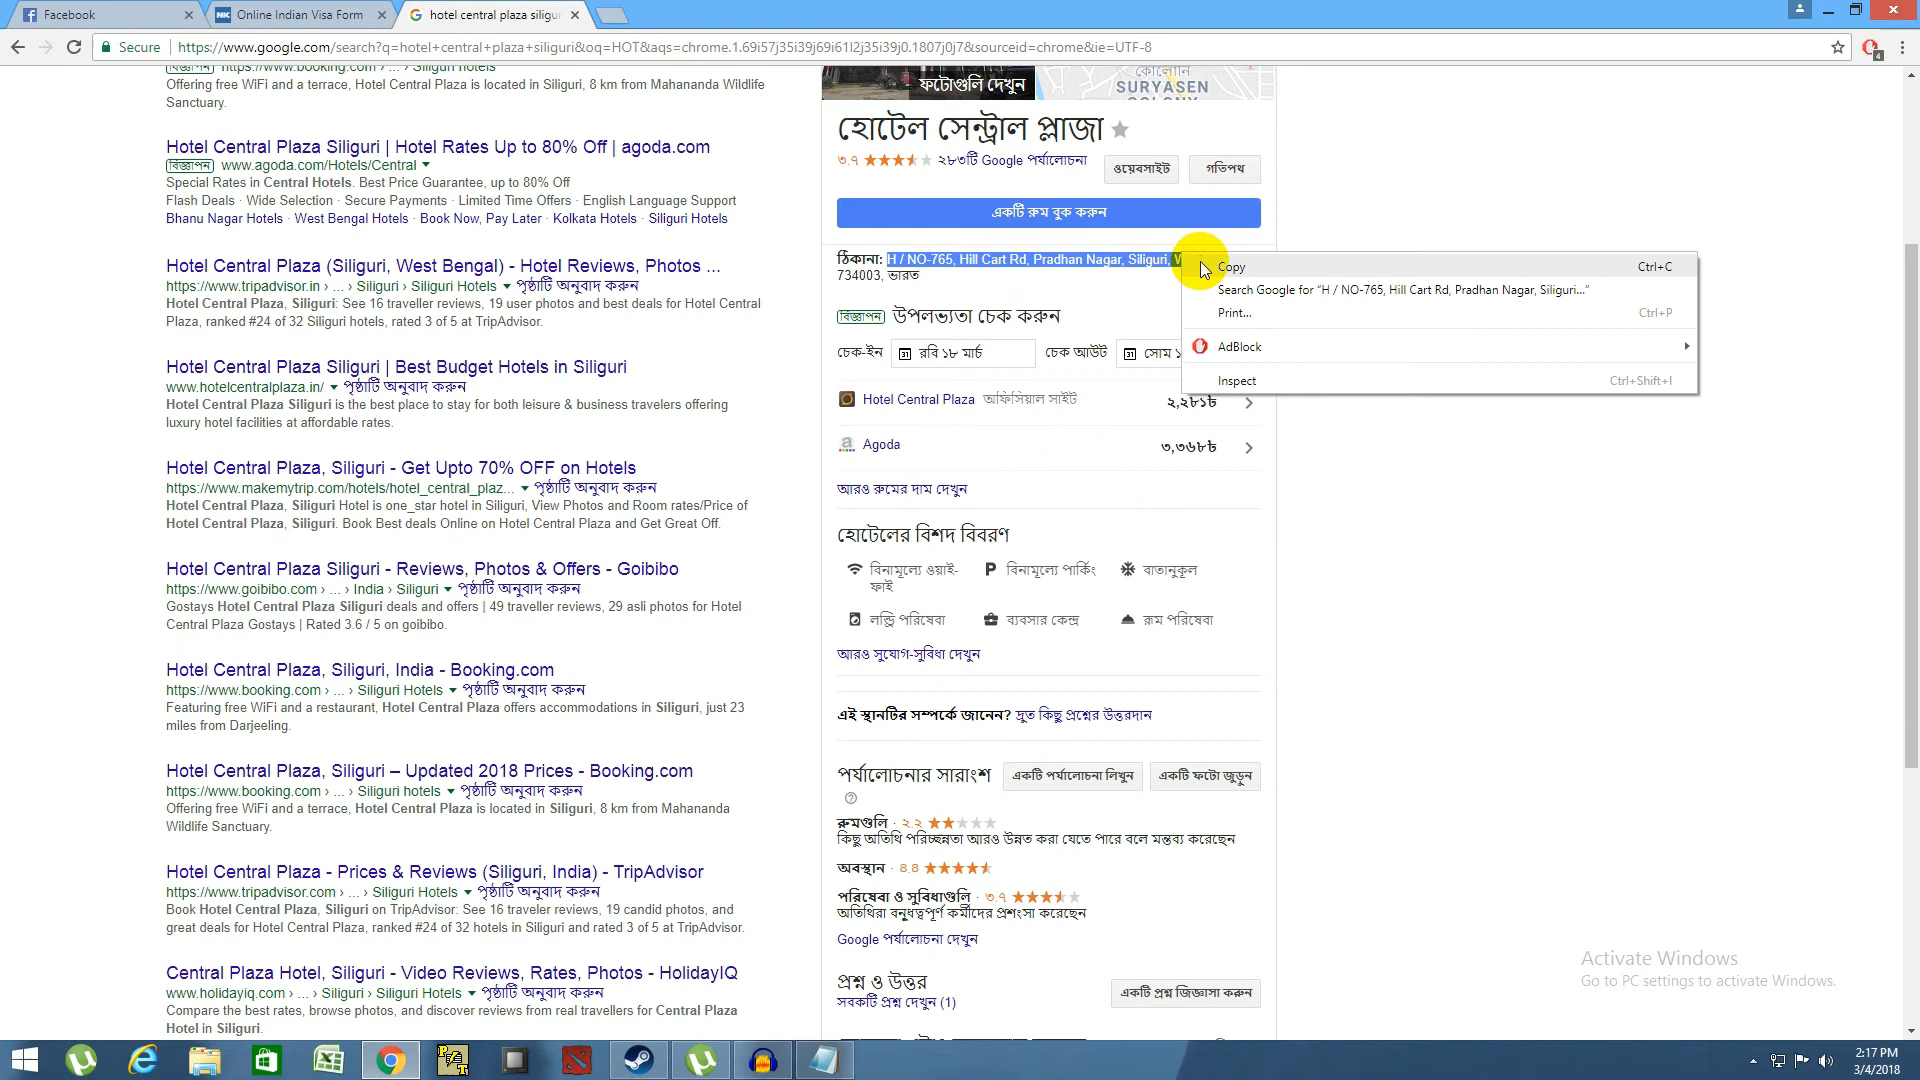 Facebook
Online Indian Visa Form
hotel central plaza siligu
Secure
https://www.google.com/search?q=hotel+central+plaza+siliguri&oq=HOT&aqs=chrome.1.69i57j35i39j69i61l2j35i39j0.1807j0j7&sourceid=chrome&ie=UTF-8
4
বিজ্ঞাপন https://www.booking.com › ... › Siliguri Hotels
Offering free WiFi and a terrace, Hotel Central Plaza is located in Siliguri, 8 km from Mahananda Wildlife
Sanctuary.
Hotel Central Plaza Siliguri | Hotel Rates Up to 80% Off | agoda.com
বিজ্ঞাপন www.agoda.com/Hotels/Central
Special Rates in Central Hotels. Best Price Guarantee, up to 80% Off
Flash Deals · Wide Selection · Secure Payments · Limited Time Offers · English Language Support
Bhanu Nagar Hotels · West Bengal Hotels · Book Now, Pay Later · Kolkata Hotels · Siliguri Hotels
Hotel Central Plaza (Siliguri, West Bengal) - Hotel Reviews, Photos ...
https://www.tripadvisor.in › ... › Siliguri › Siliguri Hotels পৃষ্ঠাটি অনুবাদ করুন
Hotel Central Plaza, Siliguri: See 16 traveller reviews, 19 user photos and best deals for Hotel Central
Plaza, ranked #24 of 32 Siliguri hotels, rated 3 of 5 at TripAdvisor.
Hotel Central Plaza Siliguri | Best Budget Hotels in Siliguri
www.hotelcentralplaza.in/ পৃষ্ঠাটি অনুবাদ করুন
Hotel Central Plaza Siliguri is the best place to stay for both leisure & business travelers offering
luxury hotel facilities at affordable rates.
Hotel Central Plaza, Siliguri - Get Upto 70% OFF on Hotels
https://www.makemytrip.com/hotels/hotel_central_plaz... পৃষ্ঠাটি অনুবাদ করুন
Hotel Central Plaza, Siliguri Hotel is one_star hotel in Siliguri, View Photos and Room rates/Price of
Hotel Central Plaza, Siliguri. Book Best deals Online on Hotel Central Plaza and Get Great Off.
Hotel Central Plaza Siliguri - Reviews, Photos & Offers - Goibibo
https://www.goibibo.com › ... › India › Siliguri পৃষ্ঠাটি অনুবাদ করুন
Gostays Hotel Central Plaza Siliguri deals and offers | 49 traveller reviews, 29 asli photos for Hotel
Central Plaza Gostays | Rated 3.6 / 5 on goibibo.
Hotel Central Plaza, Siliguri, India - Booking.com
https://www.booking.com › ... › Siliguri Hotels পৃষ্ঠাটি অনুবাদ করুন
Featuring free WiFi and a restaurant, Hotel Central Plaza offers accommodations in Siliguri, just 23
miles from Darjeeling.
Hotel Central Plaza, Siliguri – Updated 2018 Prices - Booking.com
https://www.booking.com › ... › Siliguri hotels পৃষ্ঠাটি অনুবাদ করুন
Offering free WiFi and a terrace, Hotel Central Plaza is located in Siliguri, 8 km from Mahananda
Wildlife Sanctuary.
Hotel Central Plaza - Prices & Reviews (Siliguri, India) - TripAdvisor
https://www.tripadvisor.com › ... › Siliguri Hotels পৃষ্ঠাটি অনুবাদ করুন
Book Hotel Central Plaza, Siliguri on TripAdvisor: See 16 traveler reviews, 19 candid photos, and
great deals for Hotel Central Plaza, ranked #24 of 32 hotels in Siliguri and rated 3 of 5 at TripAdvisor.
Central Plaza Hotel, Siliguri - Video Reviews, Rates, Photos - HolidayIQ
www.holidayiq.com › ... › Siliguri › Siliguri Hotels পৃষ্ঠাটি অনুবাদ করুন
Compare the best rates, browse photos, and discover reviews from real travellers for Central Plaza
Hotel in Siliguri.
ফটোগুলি দেখুন
SURYASEN
COLONY
হোটেল সেন্ট্রাল প্লাজা
৩.৭ ২৮৩টি Google পর্যালোচনা
ওয়েবসাইট
গতিপথ
একটি রুম বুক করুন
ঠিকানা: H / NO-765, Hill Cart Rd, Pradhan Nagar, Siliguri, W
734003, ভারত
Copy Ctrl+C
Search Google for “H / NO-765, Hill Cart Rd, Pradhan Nagar, Siliguri...”
Print... Ctrl+P
AdBlock
Inspect Ctrl+Shift+I
বিজ্ঞাপন উপলভ্যতা চেক করুন
চেক-ইন 31 রবি ১৮ মার্চ চেক আউট 31 সোম ১
Hotel Central Plaza অফিসিয়াল সাইট ২,২৮১৳
Agoda ৩,৩৬৮৳
আরও রুমের দাম দেখুন
হোটেলের বিশদ বিবরণ
বিনামূল্যে ওয়াই-
ফাই
P বিনামূল্যে পার্কিং
বাতানুকূল
লন্ড্রি পরিষেবা
ব্যবসার কেন্দ্র
রুম পরিষেবা
আরও সুযোগ-সুবিধা দেখুন
এই স্থানটির সম্পর্কে জানেন? দ্রুত কিছু প্রশ্নের উত্তরদান
পর্যালোচনার সারাংশ
একটি পর্যালোচনা লিখুন
একটি ফটো জুড়ুন
রুমগুলি · ২.২
কিছু অতিথি পরিচ্ছন্নতা আরও উন্নত করা যেতে পারে বলে মন্তব্য করেছেন
অবস্থান · ৪.৪
পরিষেবা ও সুবিধাগুলি · ৩.৭
অতিথিরা বন্ধুত্বপূর্ণ কর্মীদের প্রশংসা করেছেন
Google পর্যালোচনা দেখুন
প্রশ্ন ও উত্তর
সবকটি প্রশ্ন দেখুন (1)
একটি প্রশ্ন জিজ্ঞাসা করুন
Activate Windows
Go to PC settings to activate Windows.
2:17 PM
3/4/2018